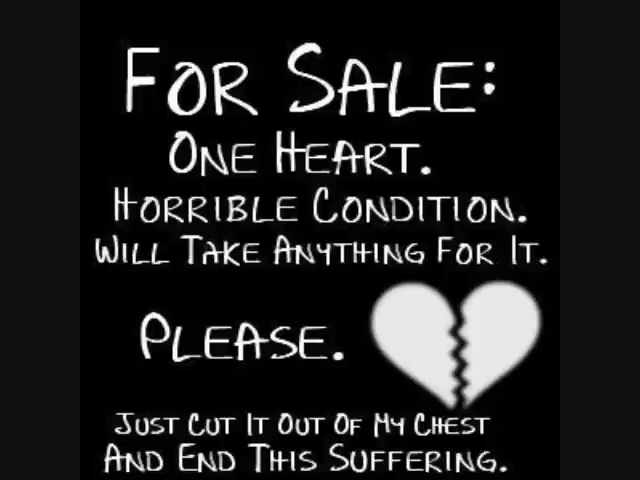 FOR SALE:
ONE HEART.
HORRIBLE CONDITION.
WILL TAKE ANYTHING FOR IT.
PLEASE.
JUST CUT IT OUT OF MY CHEST
AND END THIS SUFFERING.